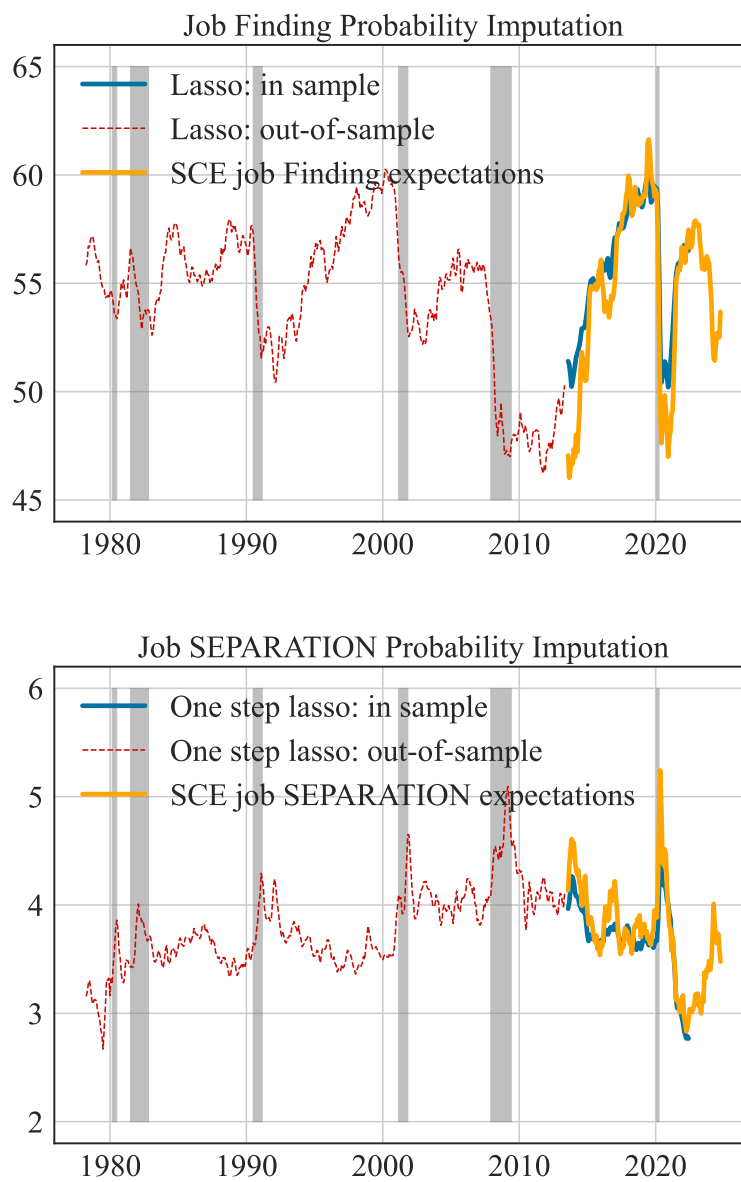 Job Finding Probability Imputation
65
Lasso: in sample
Lasso: out-of-sample
60
SCE job Finding expectations
55
50
45
1980 1990 2000 2010 2020
Job SEPARATION Probability Imputation
6
One step lasso: in sample
One step lasso: out-of-sample
5
SCE job SEPARATION expectations
4
3
2
1980 1990 2000 2010 2020